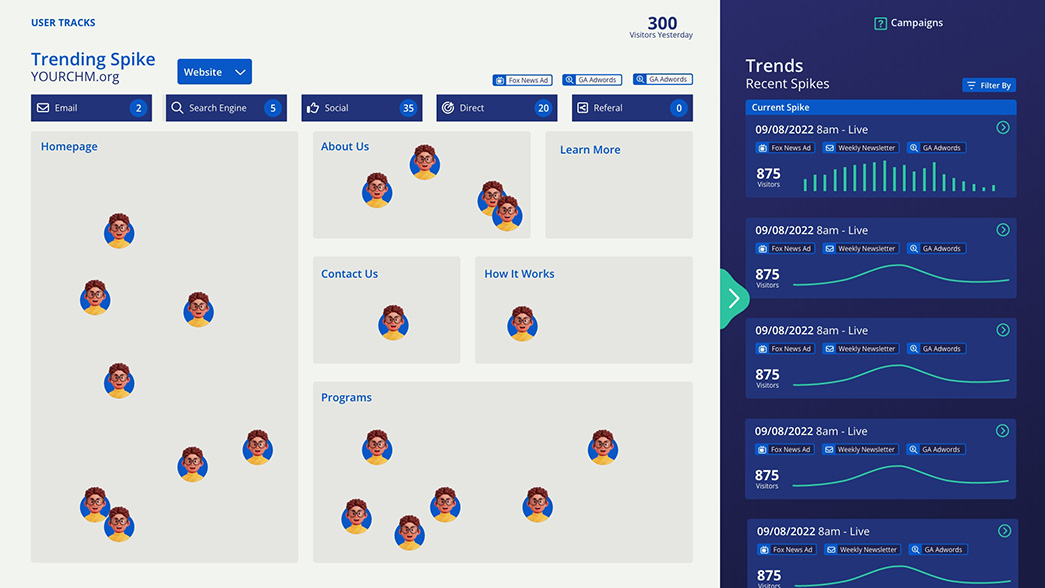 USER TRACKS
300
Visitors Yesterday
Trending Spike
YOURCHM.org
Website
Fox News Ad
GA Adwords
GA Adwords
Email 2
Search Engine 5
Social 35
Direct 20
Referal 0
Homepage
About Us
Learn More
Contact Us
How It Works
Programs
? Campaigns
Trends
Recent Spikes
Filter By
Current Spike
09/08/2022 8am - Live
Fox News Ad Weekly Newsletter GA Adwords
875
Visitors
09/08/2022 8am - Live
Fox News Ad Weekly Newsletter GA Adwords
875
Visitors
09/08/2022 8am - Live
Fox News Ad Weekly Newsletter GA Adwords
875
Visitors
09/08/2022 8am - Live
Fox News Ad Weekly Newsletter GA Adwords
875
Visitors
09/08/2022 8am - Live
Fox News Ad Weekly Newsletter GA Adwords
875
Visitors